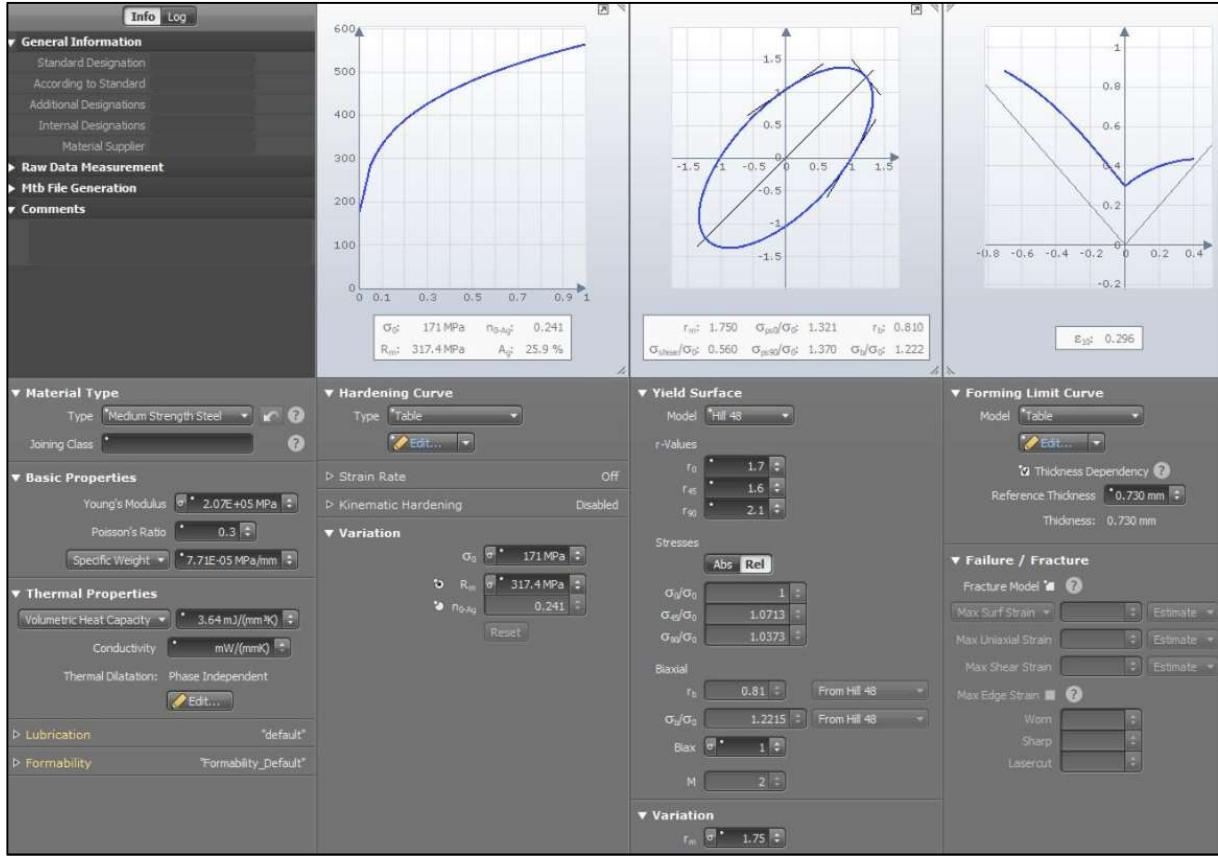 Info Log
General Information
Standard Designation
According to Standard
Additional Designations
Internal Designations
Material Supplier
Raw Data Measurement
Mtb File Generation
Comments
600
500
400
300
200
100
0
0 0.1 0.3 0.5 0.7 0.9 1
σ₀: 171 MPa n₀₋Ag: 0.241
Rm: 317.4 MPa Ag: 25.9 %
1.5
1
0.5
-1.5 -1 -0.5 0 0.5 1 1.5
-0.5
-1
-1.5
rm: 1.750 σps0/σ₀: 1.321 rb: 0.810
σshear/σ₀: 0.560 σps90/σ₀: 1.370 σb/σ₀: 1.222
1
0.6
0.4
0.2
-0.8 -0.6 -0.4 -0.2 0 0.2 0.4
-0.2
ε10: 0.296
Material Type
Type Medium Strength Steel ?
Joining Class ?
Basic Properties
Young's Modulus σ 2.07E+05 MPa
Poisson's Ratio 0.3
Specific Weight 7.71E-05 MPa/mm
Thermal Properties
Volumetric Heat Capacity 3.64 mJ/(mm³K)
Conductivity mW/(mmK)
Thermal Dilatation: Phase Independent
Edit...
Lubrication "default"
Formability "Formability_Default"
Hardening Curve
Type Table
Edit...
Strain Rate Off
Kinematic Hardening Disabled
Variation
σ₀ σ 171 MPa
Rm σ 317.4 MPa
n₀₋Ag 0.241
Reset
Yield Surface
Model Hill 48
r-Values
r₀ 1.7
r₄₅ 1.6
r₉₀ 2.1
Stresses
Abs Rel
σ₀/σ₀ 1
σ₄₅/σ₀ 1.0713
σ₉₀/σ₀ 1.0373
Biaxial
rb 0.81 From Hill 48
σb/σ₀ 1.2215 From Hill 48
Biax σ 1
M 2
Variation
rm σ 1.75
Forming Limit Curve
Model Table
Edit...
Thickness Dependency ?
Reference Thickness 0.730 mm
Thickness: 0.730 mm
Failure / Fracture
Fracture Model ?
Max Surf Strain Estimate
Max Uniaxial Strain Estimate
Max Shear Strain Estimate
Max Edge Strain ?
Worn
Sharp
Lasercut